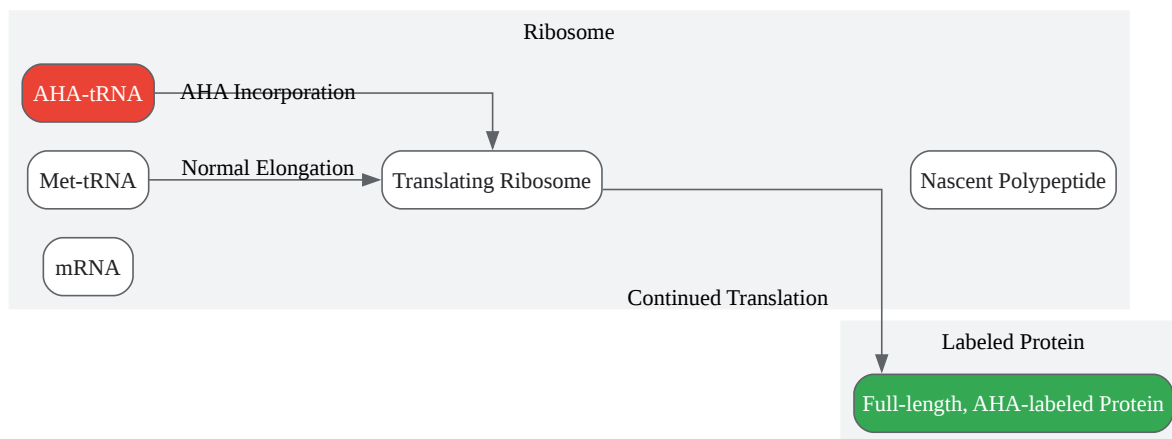 Ribosome
AHA-tRNA
AHA Incorporation
Met-tRNA
Normal Elongation
Translating Ribosome
Nascent Polypeptide
mRNA
Continued Translation
Labeled Protein
Full-length, AHA-labeled Protein